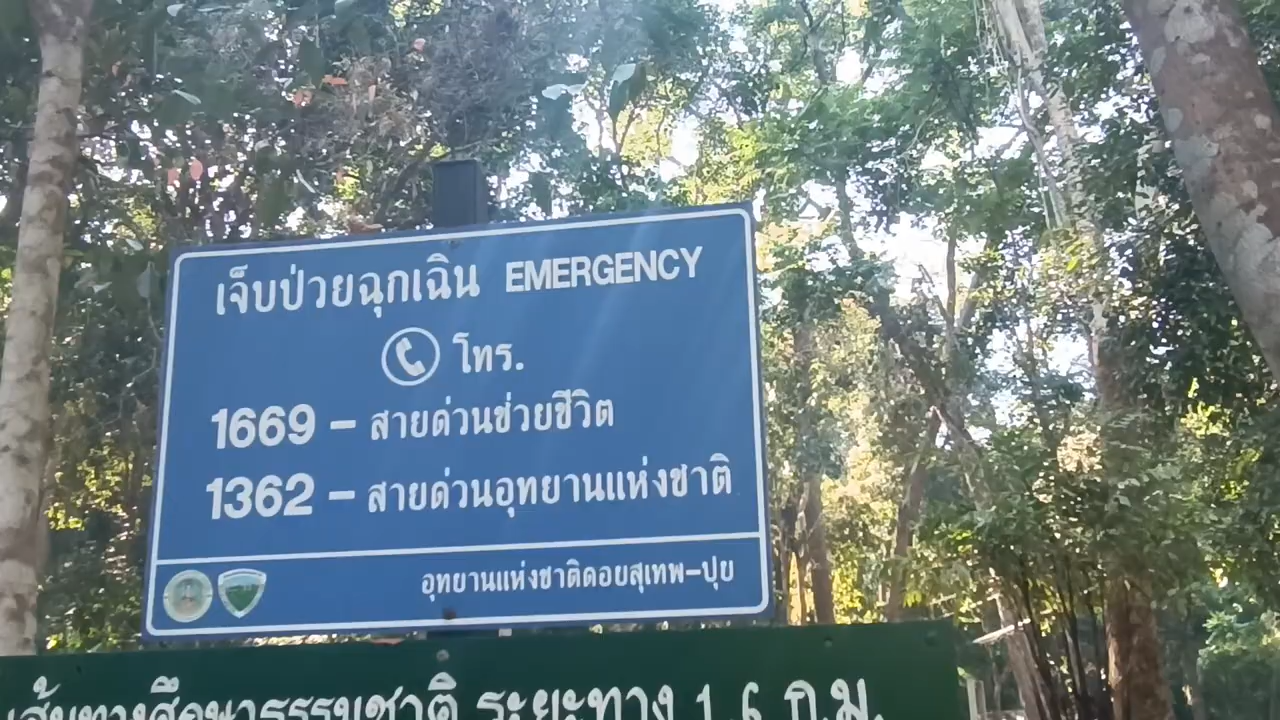 เจ็บป่วยฉุกเฉิน EMERGENCY
โทร.
1669 – สายด่วนช่วยชีวิต
1362 – สายด่วนอุทยานแห่งชาติ
อุทยานแห่งชาติดอยสุเทพ–ปุย
เส้นทางศึกษาธรรมชาติ ระยะทาง 1.6 ก.ม.